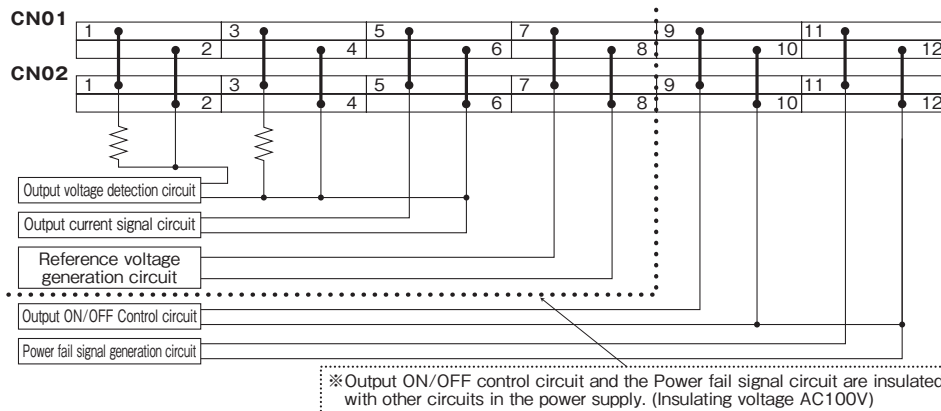 CN01
1 3 5 7 9 11
2 4 6 8 10 12
CN02
1 3 5 7 9 11
2 4 6 8 10 12
Output voltage detection circuit
Output current signal circuit
Reference voltage
generation circuit
Output ON/OFF Control circuit
Power fail signal generation circuit
※Output ON/OFF control circuit and the Power fail signal circuit are insulated
with other circuits in the power supply. (Insulating voltage AC100V)